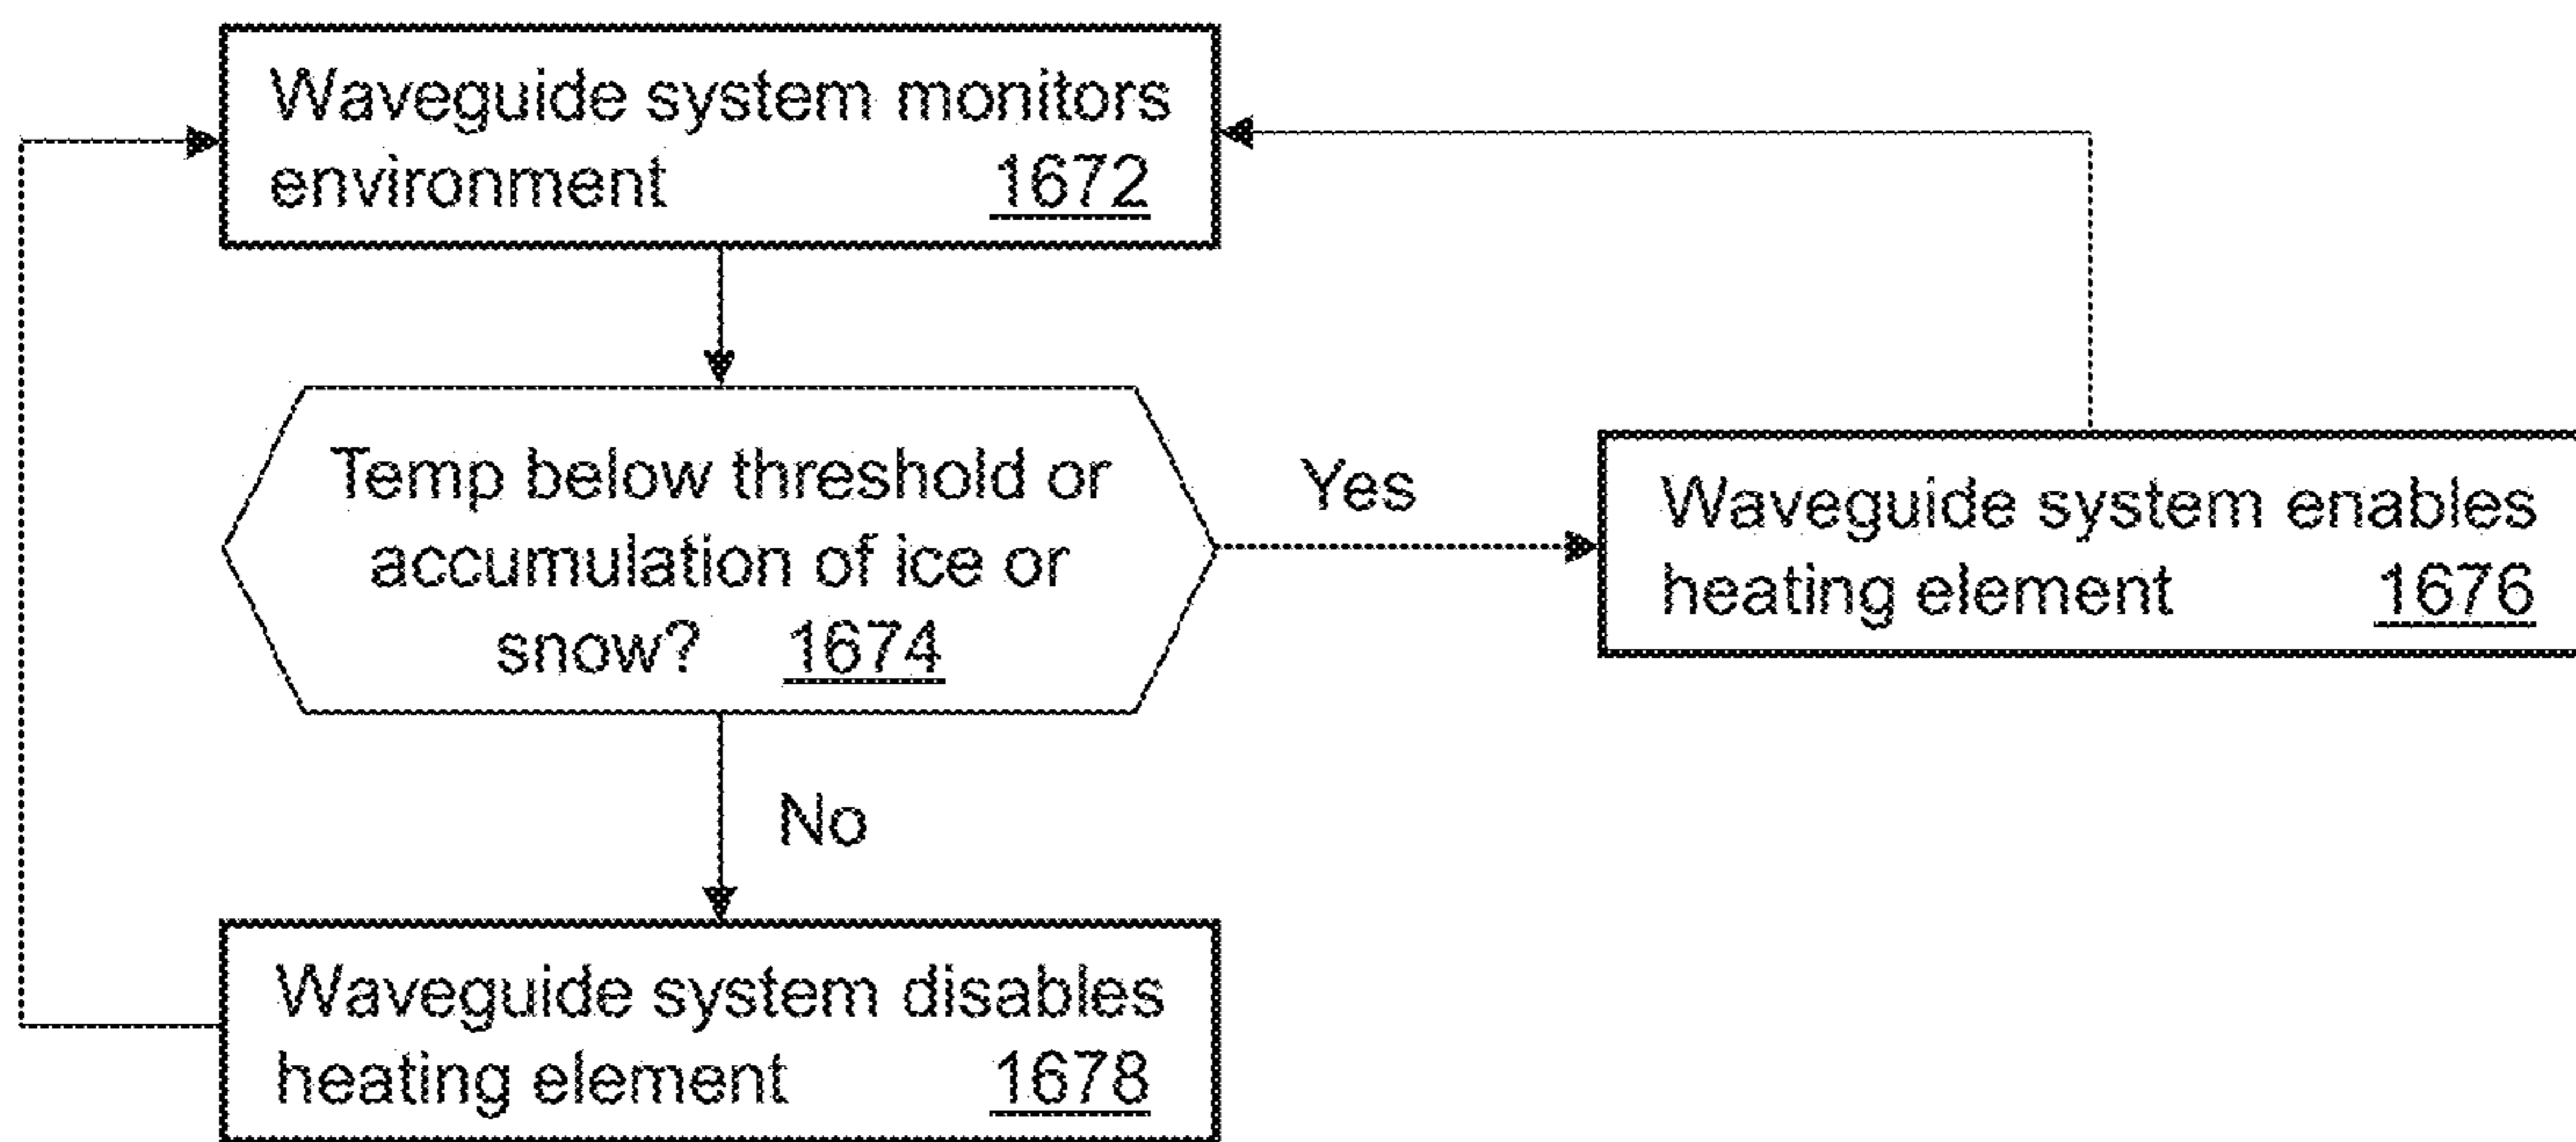 Waveguide system monitors
environment 1672
Temp below threshold or
accumulation of ice or
snow? 1674
Yes
Waveguide system enables
heating element 1676
No
Waveguide system disables
heating element 1678